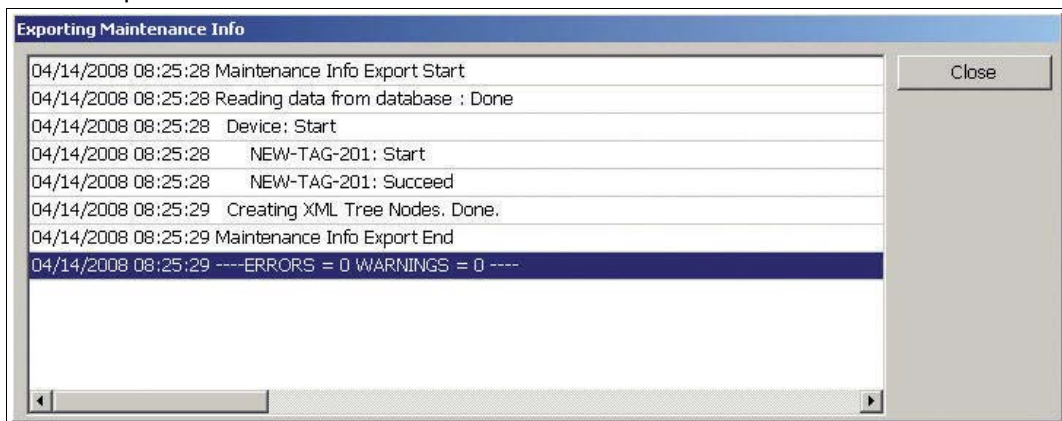 Exporting Maintenance Info
04/14/2008 08:25:28 Maintenance Info Export Start
Close
04/14/2008 08:25:28 Reading data from database : Done
04/14/2008 08:25:28 Device: Start
04/14/2008 08:25:28 NEW-TAG-201: Start
04/14/2008 08:25:28 NEW-TAG-201: Succeed
04/14/2008 08:25:29 Creating XML Tree Nodes. Done.
04/14/2008 08:25:29 Maintenance Info Export End
04/14/2008 08:25:29 ----ERRORS = 0 WARNINGS = 0 ----